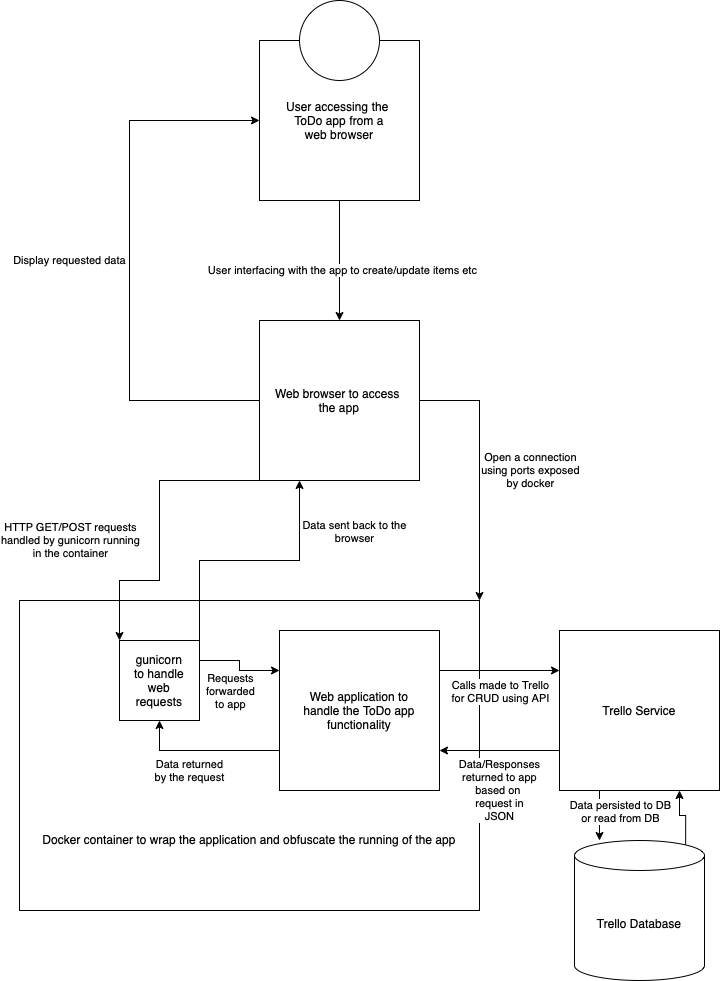 User accessing the
ToDo app from a
web browser
Display requested data
User interfacing with the app to create/update items etc
Web browser to access
the app
Open a connection
using ports exposed
by docker
HTTP GET/POST requests
handled by gunicorn running
in the container
Data sent back to the
browser
gunicorn
to handle
web
requests
Requests
forwarded
to app
Web application to
handle the ToDo app
functionality
Calls made to Trello
for CRUD using API
Trello Service
Data returned
by the request
Data/Responses
returned to app
based on
request in
JSON
Data persisted to DB
or read from DB
Docker container to wrap the application and obfuscate the running of the app
Trello Database